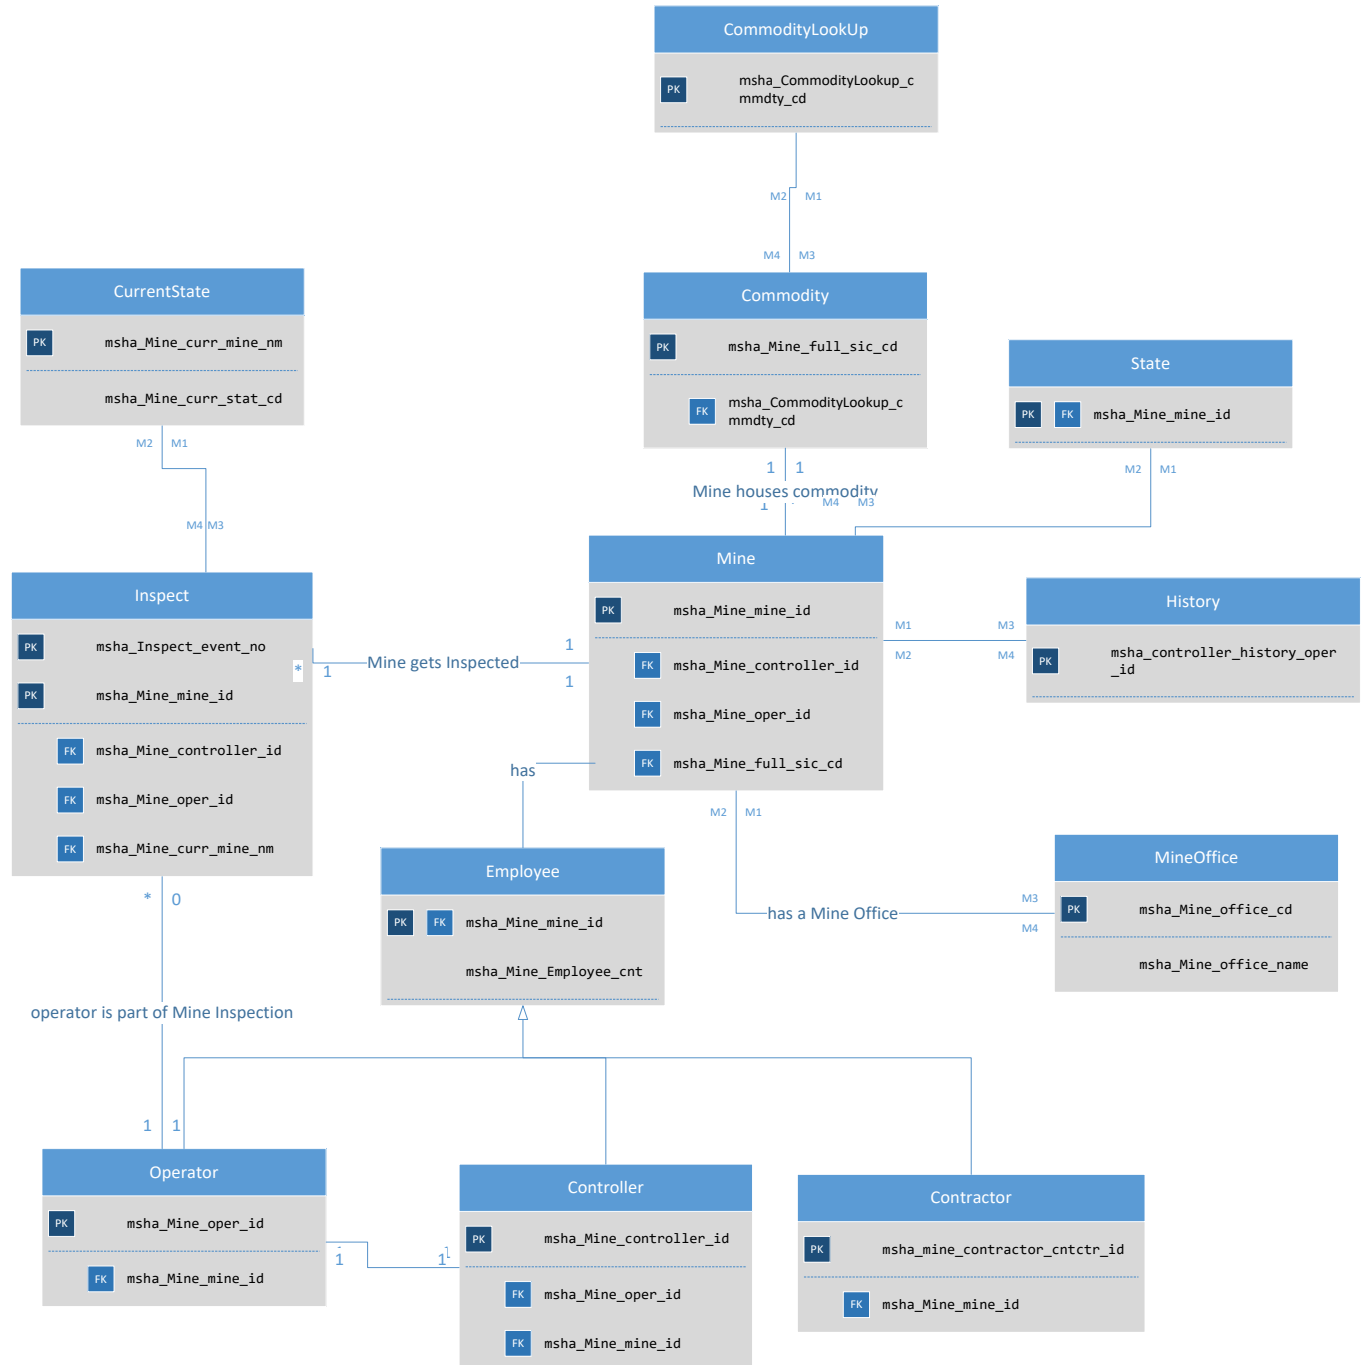 CommodityLookUp
PK
msha_CommodityLookup_c
mmdty_cd
M2 M1
M4 M3
CurrentState
PK msha_Mine_curr_mine_nm
msha_Mine_curr_stat_cd
M2 M1
M4 M3
Commodity
PK msha_Mine_full_sic_cd
FK msha_CommodityLookup_c
mmdty_cd
1 1
Mine houses commodity
1
M4 M3
State
PK FK msha_Mine_mine_id
M2 M1
Inspect
PK msha_Inspect_event_no
PK msha_Mine_mine_id
FK msha_Mine_controller_id
FK msha_Mine_oper_id
FK msha_Mine_curr_mine_nm
* 1
Mine gets Inspected
1
1
Mine
PK msha_Mine_mine_id
FK msha_Mine_controller_id
FK msha_Mine_oper_id
FK msha_Mine_full_sic_cd
M1 M3
M2 M4
History
PK msha_controller_history_oper
_id
has
M2 M1
Employee
PK FK msha_Mine_mine_id
msha_Mine_Employee_cnt
has a Mine Office
M3
M4
MineOffice
PK msha_Mine_office_cd
msha_Mine_office_name
* 0
operator is part of Mine Inspection
1 1
Operator
PK msha_Mine_oper_id
FK msha_Mine_mine_id
1 1
Controller
PK msha_Mine_controller_id
FK msha_Mine_oper_id
FK msha_Mine_mine_id
Contractor
PK msha_mine_contractor_cntctr_id
FK msha_Mine_mine_id